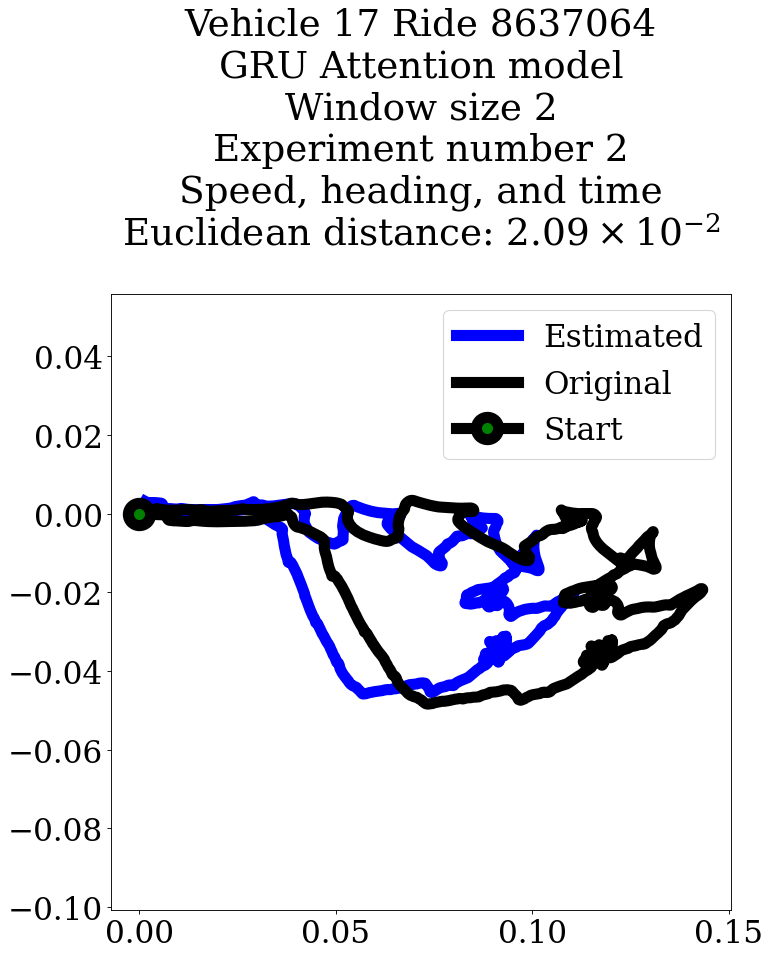 Vehicle 17 Ride 8637064
GRU Attention model
Window size 2
Experiment number 2
Speed, heading, and time
Euclidean distance: 2.09 × 10⁻²
Estimated
Original
Start
0.04
0.02
0.00
−0.02
−0.04
−0.06
−0.08
−0.10
0.00 0.05 0.10 0.15